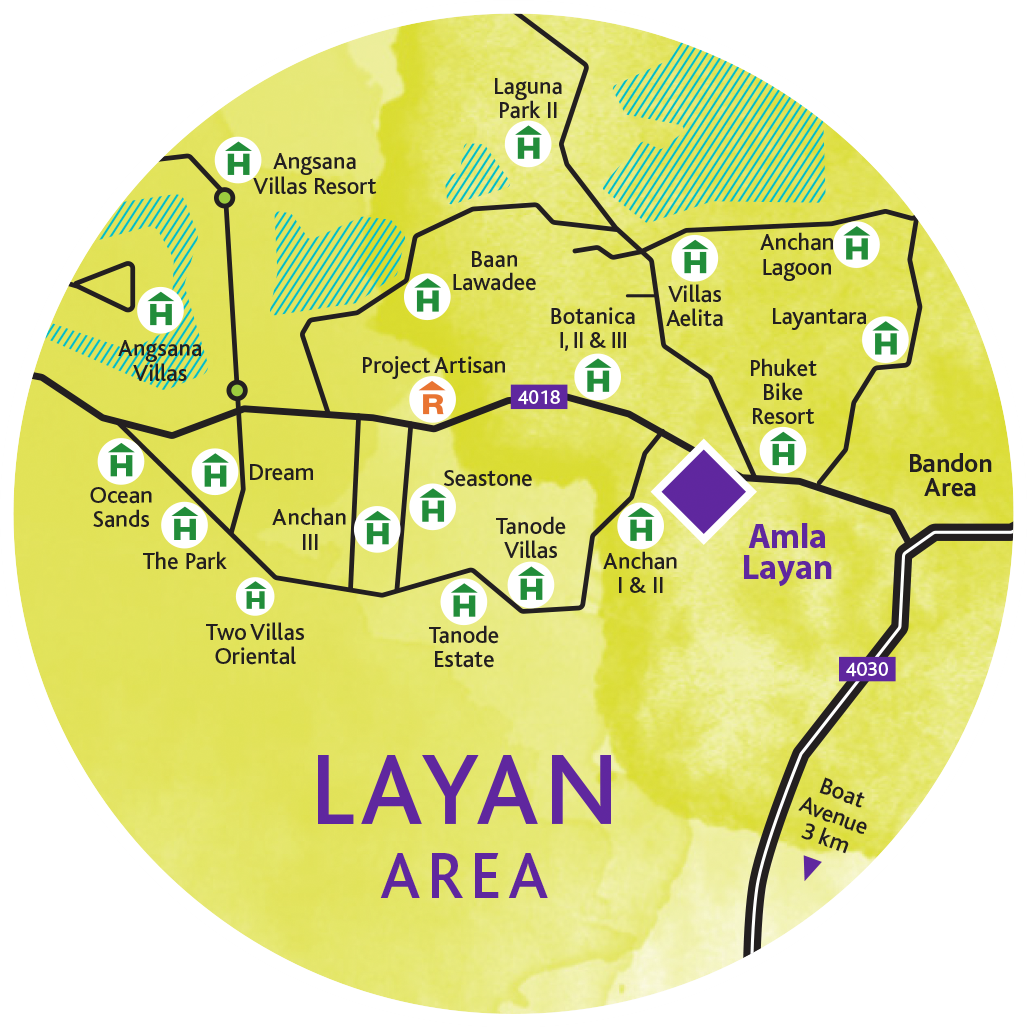 Laguna
Park II
H
H
Angsana
Villas Resort
Anchan
Lagoon
H
Baan
Lawadee
H
H
Villas
Aelita
H
Angsana
Villas
Botanica
I, II & III
H
Layantara
H
Project Artisan
R
4018
Phuket
Bike
Resort
H
H
Ocean
Sands
H
Dream
H
The Park
Anchan
III
H
Seastone
H
Tanode
Villas
H
H
Anchan
I & II
Amla
Layan
Bandon
Area
H
Two Villas
Oriental
H
Tanode
Estate
4030
LAYAN
AREA
Boat
Avenue
3 km